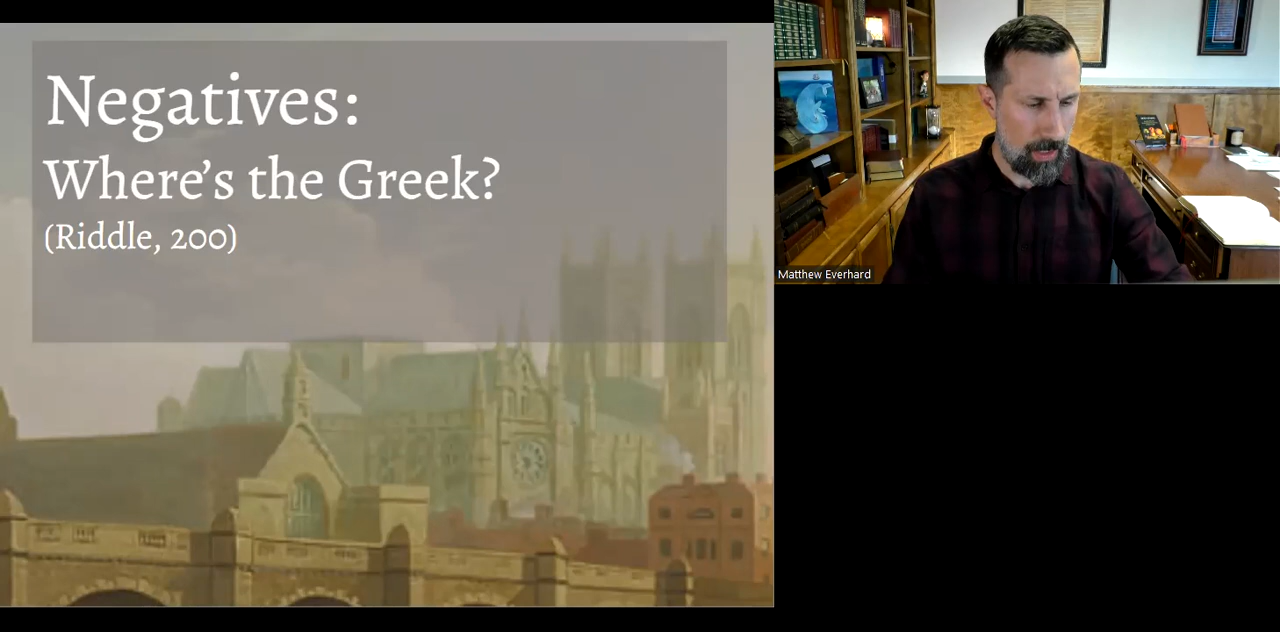 Negatives:
Where's the Greek?
(Riddle, 200)
Matthew Everhard